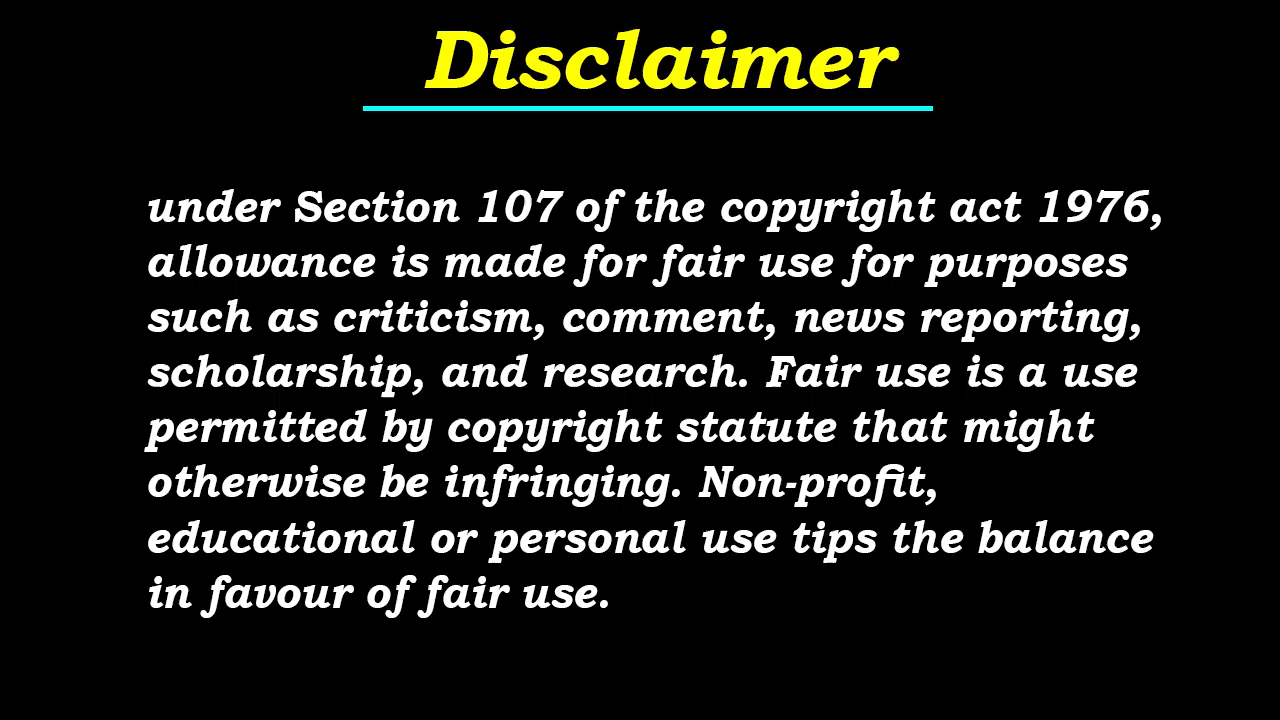 Disclaimer
under Section 107 of the copyright act 1976,
allowance is made for fair use for purposes
such as criticism, comment, news reporting,
scholarship, and research. Fair use is a use
permitted by copyright statute that might
otherwise be infringing. Non-profit,
educational or personal use tips the balance
in favour of fair use.